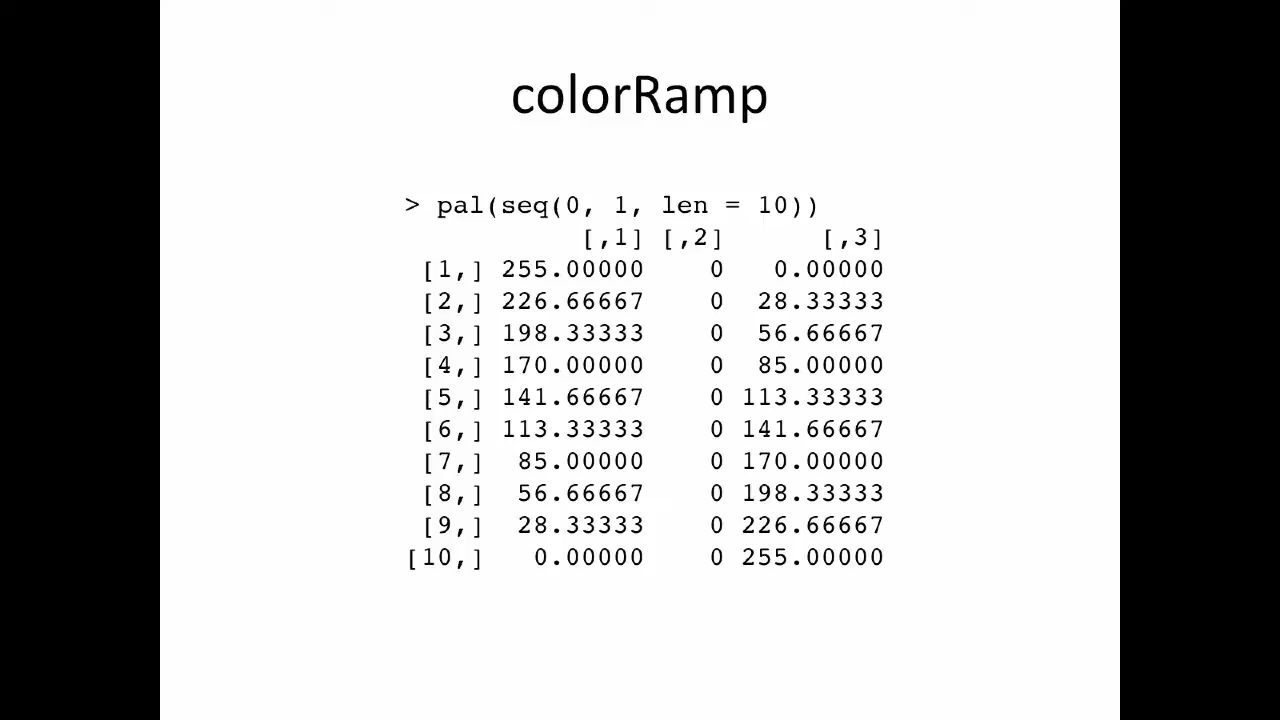 colorRamp
> pal(seq(0, 1, len = 10))
[,1] [,2] [,3]
[1,] 255.00000 0 0.00000
[2,] 226.66667 0 28.33333
[3,] 198.33333 0 56.66667
[4,] 170.00000 0 85.00000
[5,] 141.66667 0 113.33333
[6,] 113.33333 0 141.66667
[7,] 85.00000 0 170.00000
[8,] 56.66667 0 198.33333
[9,] 28.33333 0 226.66667
[10,] 0.00000 0 255.00000